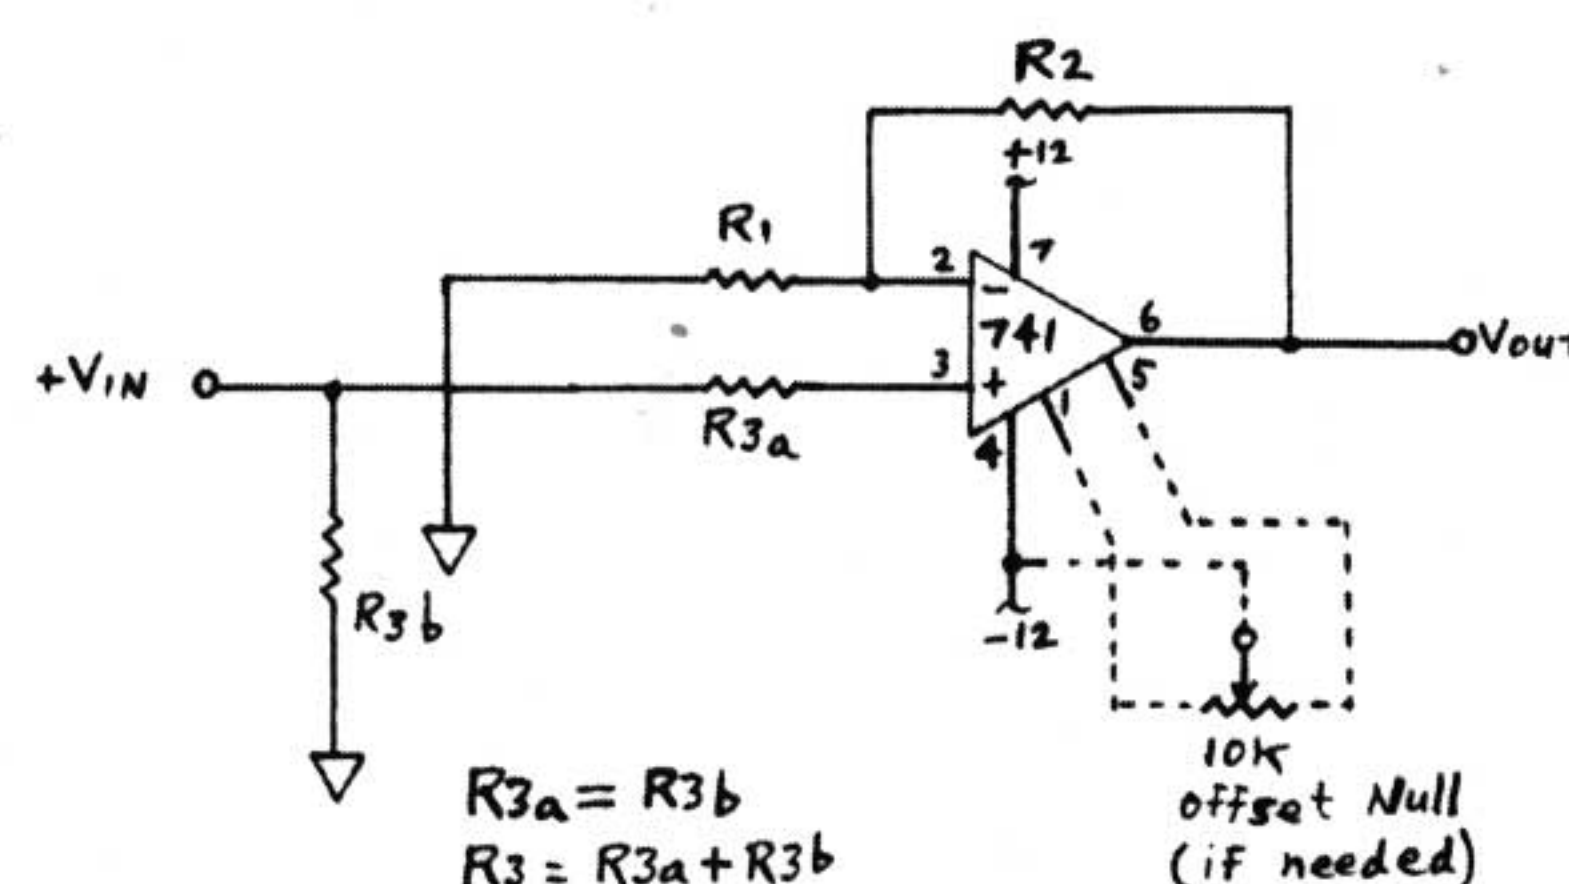 R2
+12
R1
2
7
-
741
6
+VIN
VOUT
3
+
5
R3a
1
4
R3b
-12
10K
offset Null
(if needed)
R3a = R3b
R3 = R3a + R3b